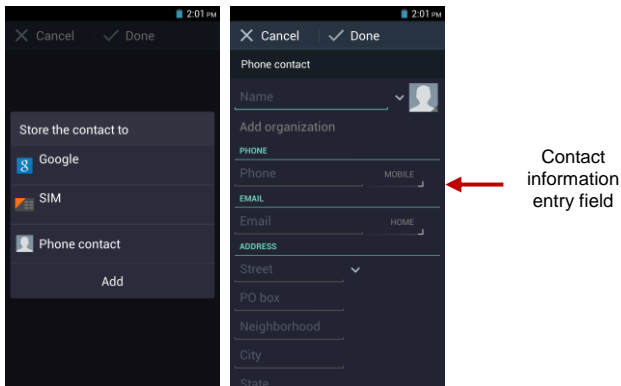 2:01 PM
Cancel Done
Store the contact to
Google
SIM
Phone contact
Add
2:01 PM
Cancel Done
Phone contact
Name
Add organization
PHONE
Phone MOBILE
EMAIL
Email HOME
ADDRESS
Street
PO box
Neighborhood
City
State
Contact
information
entry field